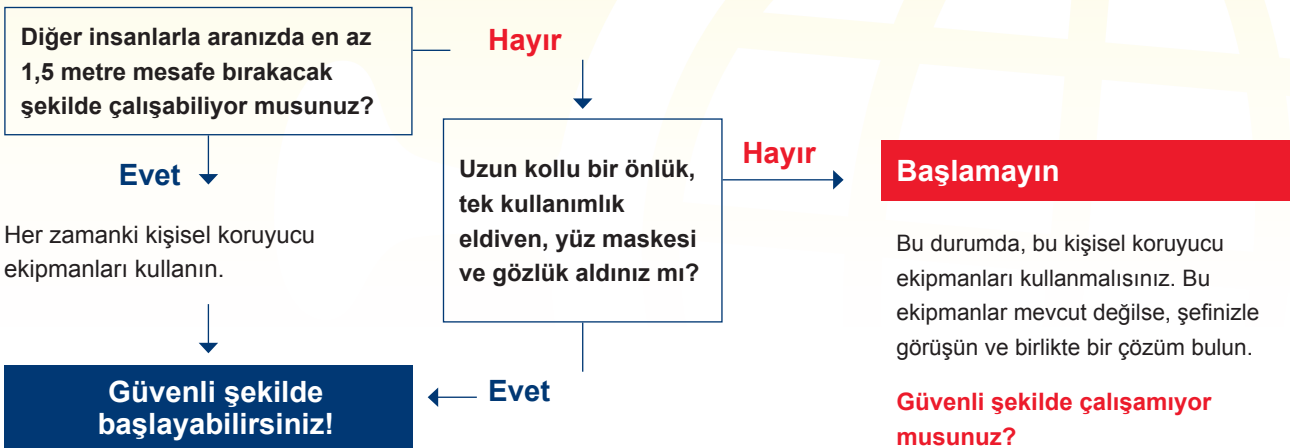 Diğer insanlarla aranızda en az
1,5 metre mesafe bırakacak
şekilde çalışabiliyor musunuz?
Hayır
Evet
Her zamanki kişisel koruyucu
ekipmanları kullanın.
Uzun kollu bir önlük,
tek kullanımlık
eldiven, yüz maskesi
ve gözlük aldınız mı?
Hayır
Evet
Güvenli şekilde
başlayabilirsiniz!
Başlamayın
Bu durumda, bu kişisel koruyucu
ekipmanları kullanmalısınız. Bu
ekipmanlar mevcut değilse, şefinizle
görüşün ve birlikte bir çözüm bulun.
Güvenli şekilde çalışamıyor
musunuz?